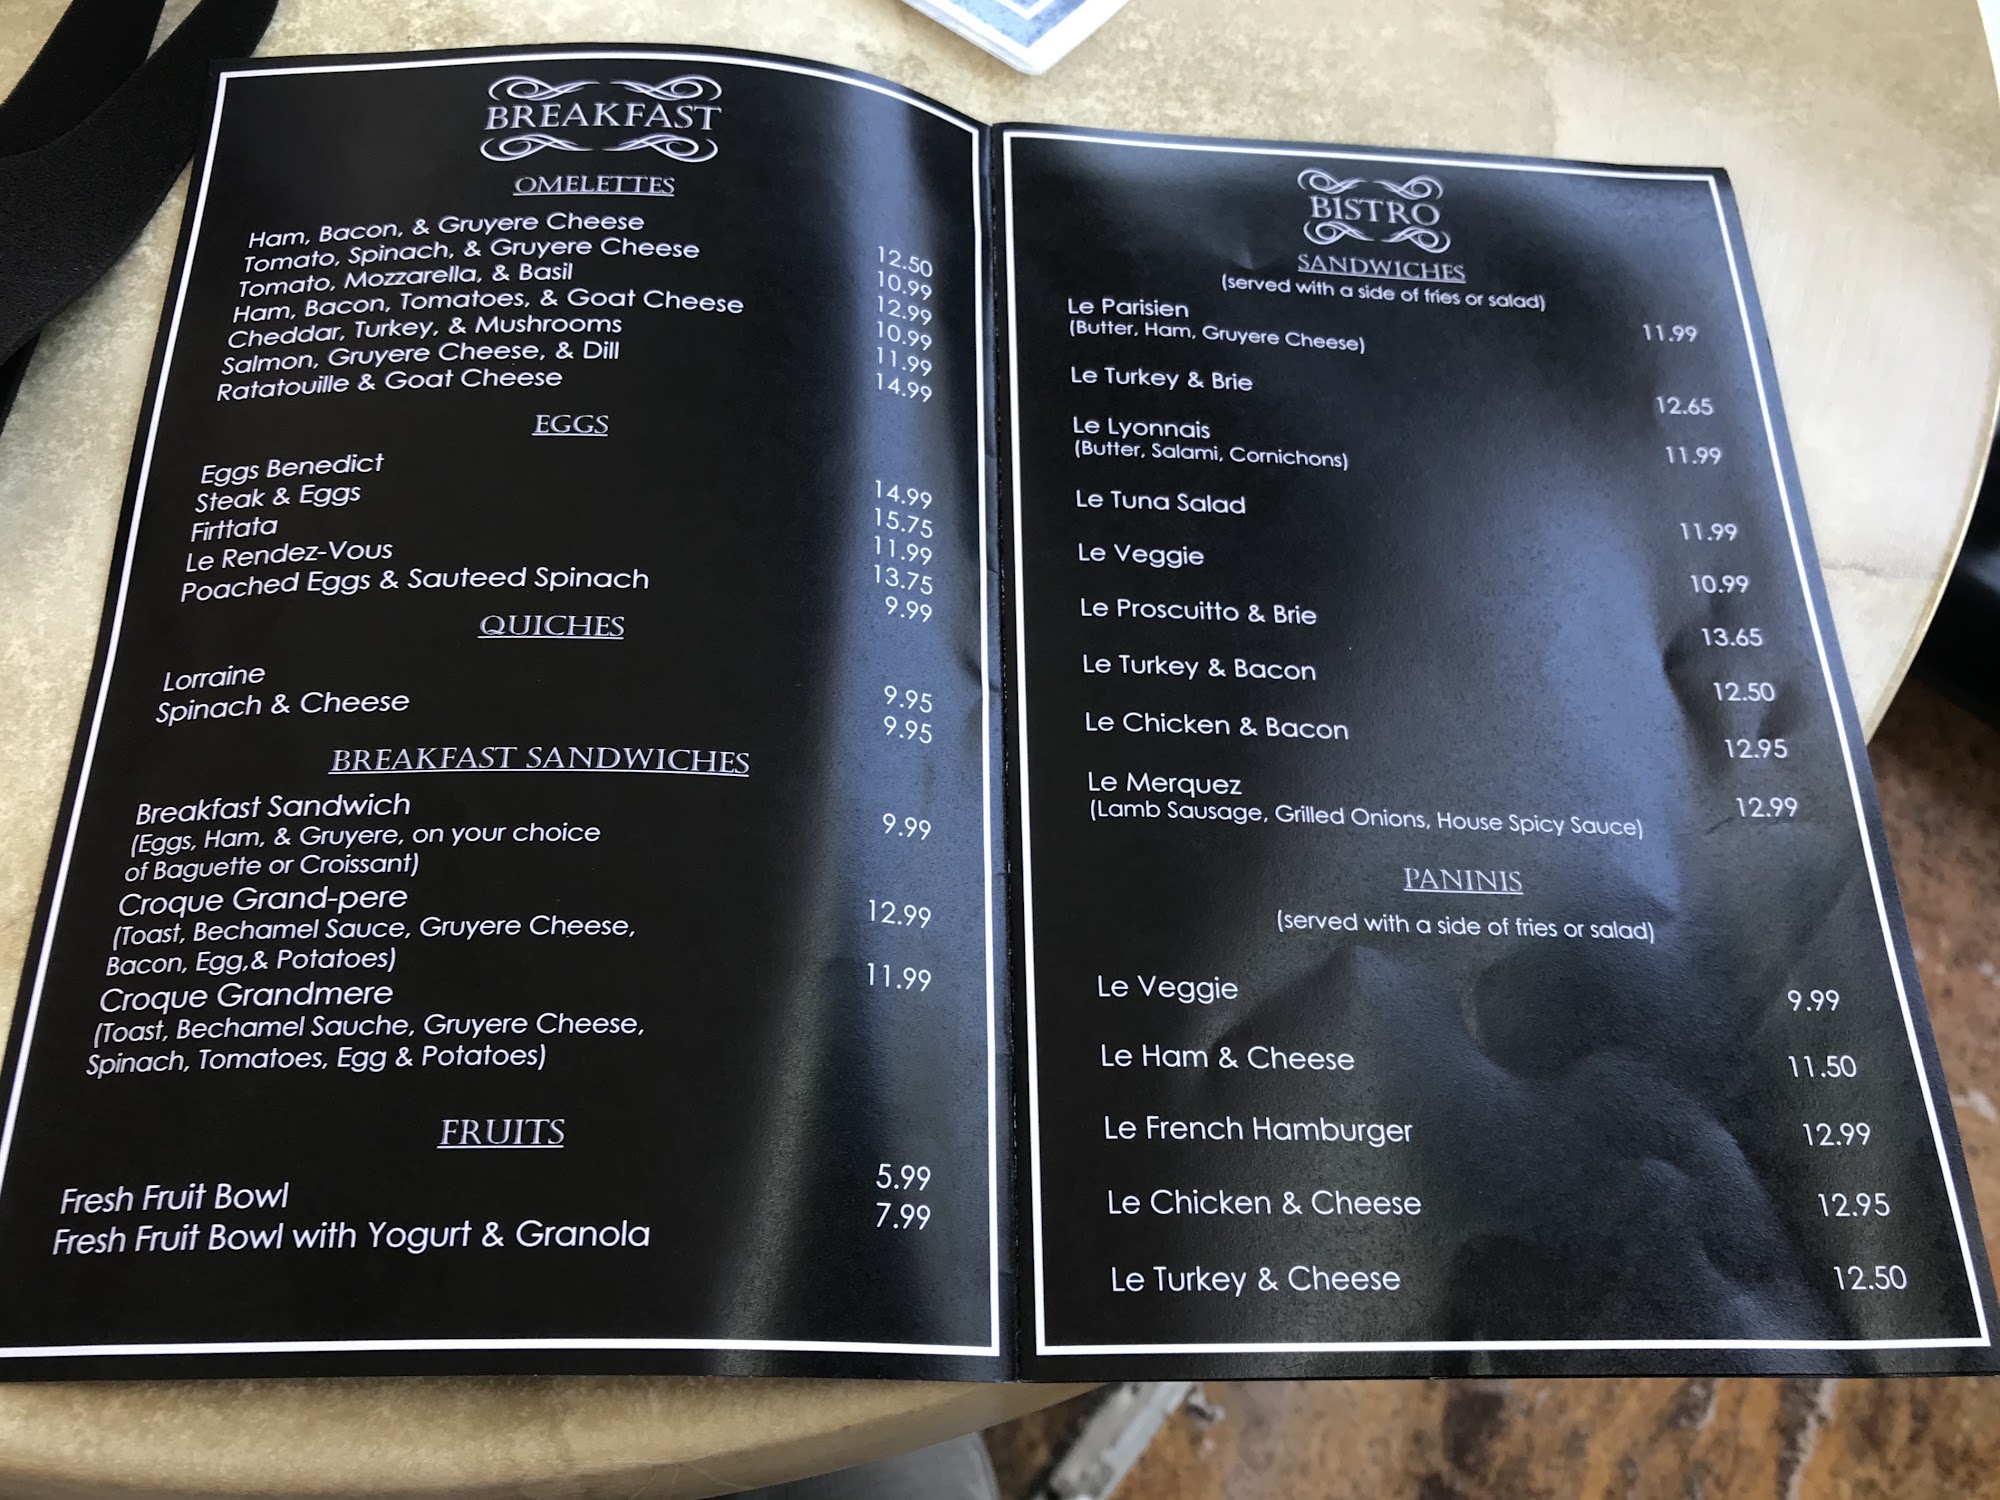 BREAKFAST
OMELETTES
Ham, Bacon, & Gruyere Cheese
Tomato, Spinach, & Gruyere Cheese
Tomato, Mozzarella, & Basil
Ham, Bacon, Tomatoes, & Goat Cheese
Cheddar, Turkey, & Mushrooms
Salmon, Gruyere Cheese, & Dill
Ratatouille & Goat Cheese
12.50
10.99
12.99
10.99
11.99
14.99
EGGS
Eggs Benedict 14.99
Steak & Eggs 15.75
Firttata 11.99
Le Rendez-Vous 13.75
Poached Eggs & Sauteed Spinach 9.99
QUICHES
Lorraine 9.95
Spinach & Cheese 9.95
BREAKFAST SANDWICHES
Breakfast Sandwich 9.99
(Eggs, Ham, & Gruyere, on your choice
of Baguette or Croissant)
Croque Grand-pere 12.99
(Toast, Bechamel Sauce, Gruyere Cheese,
Bacon, Egg,& Potatoes)
Croque Grandmere 11.99
(Toast, Bechamel Sauche, Gruyere Cheese,
Spinach, Tomatoes, Egg & Potatoes)
FRUITS
Fresh Fruit Bowl 5.99
Fresh Fruit Bowl with Yogurt & Granola 7.99
BISTRO
SANDWICHES
(served with a side of fries or salad)
Le Parisien 11.99
(Butter, Ham, Gruyere Cheese)
Le Turkey & Brie 12.65
Le Lyonnais 11.99
(Butter, Salami, Cornichons)
Le Tuna Salad 11.99
Le Veggie 10.99
Le Proscuitto & Brie 13.65
Le Turkey & Bacon 12.50
Le Chicken & Bacon 12.95
Le Merquez 12.99
(Lamb Sausage, Grilled Onions, House Spicy Sauce)
PANINIS
(served with a side of fries or salad)
Le Veggie 9.99
Le Ham & Cheese 11.50
Le French Hamburger 12.99
Le Chicken & Cheese 12.95
Le Turkey & Cheese 12.50